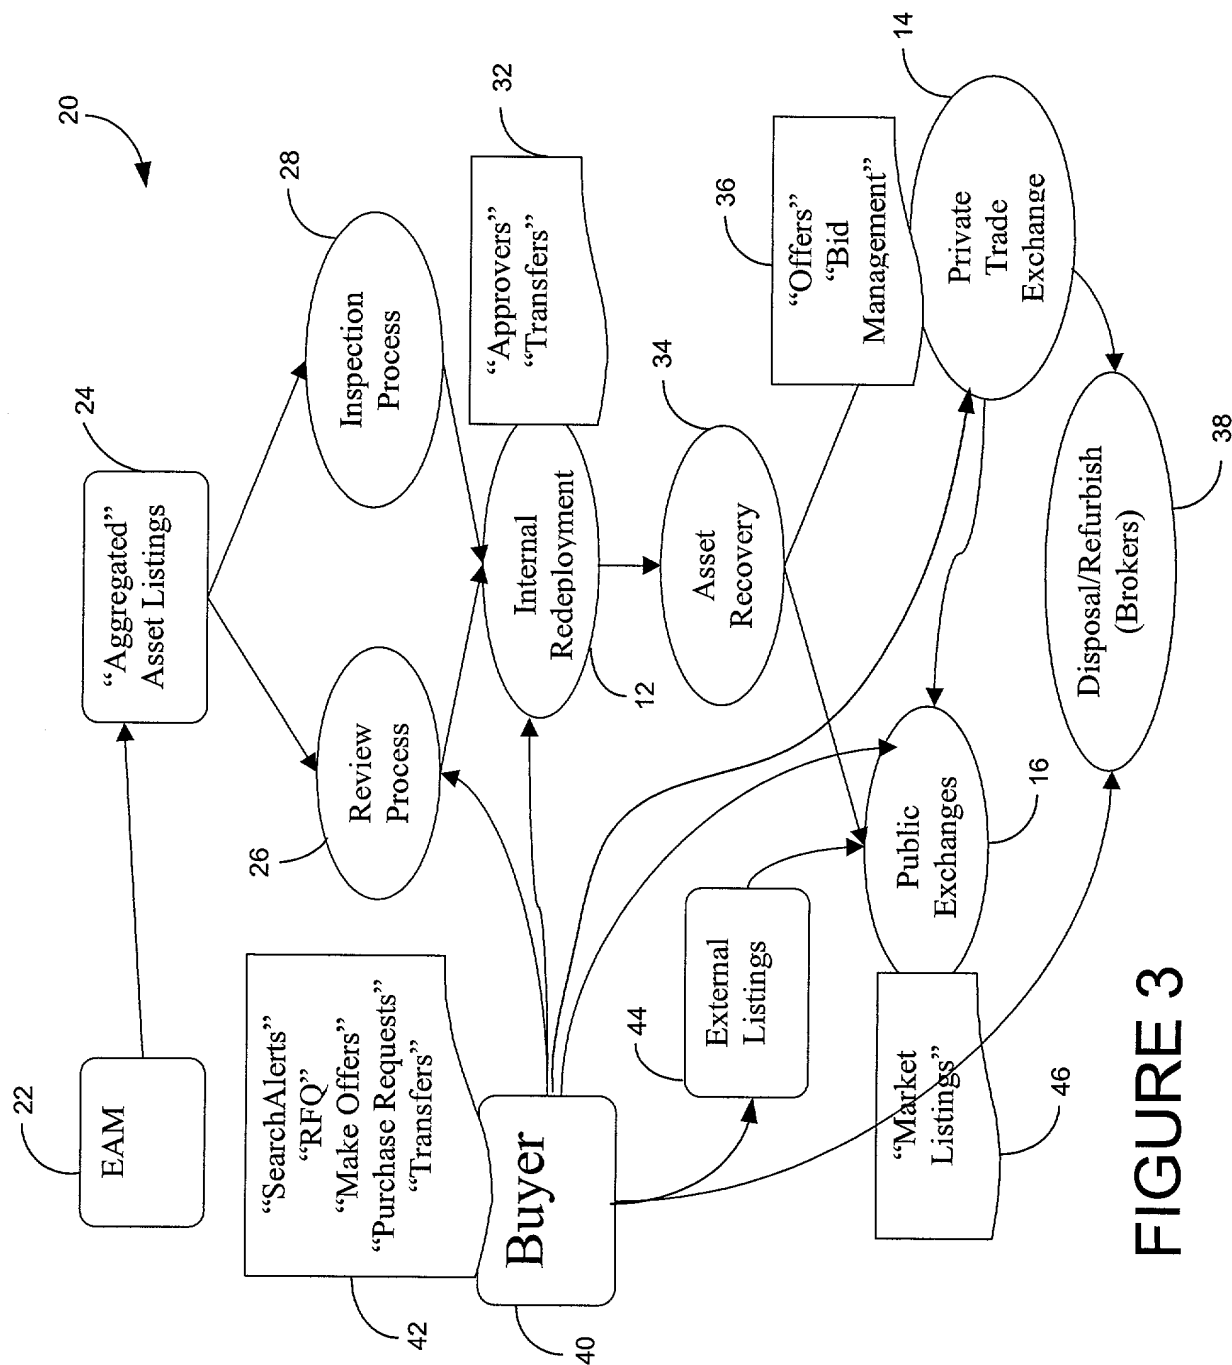 20
22
EAM
24
“Aggregated”
Asset Listings
26
Review
Process
28
Inspection
Process
42
“SearchAlerts”
“RFQ”
“Make Offers”
“Purchase Requests”
“Transfers”
40
Buyer
12
Internal
Redeployment
32
“Approvers”
“Transfers”
34
Asset
Recovery
44
External
Listings
36
“Offers”
“Bid
Management”
14
Private
Trade
Exchange
16
Public
Exchanges
46
“Market
Listings”
38
Disposal/Refurbish
(Brokers)
FIGURE 3